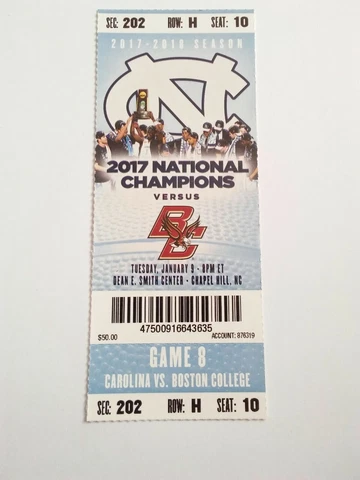 SEC: 202 ROW: H SEAT: 10
2017-2018 SEASON
NC
2017 NATIONAL
CHAMPIONS
VERSUS
BC
TUESDAY, JANUARY 9 - 8PM ET
DEAN E. SMITH CENTER - CHAPEL HILL, NC
47500916643635
$50.00 ACCOUNT: 876319
GAME 8
CAROLINA VS. BOSTON COLLEGE
SEC: 202 ROW: H SEAT: 10